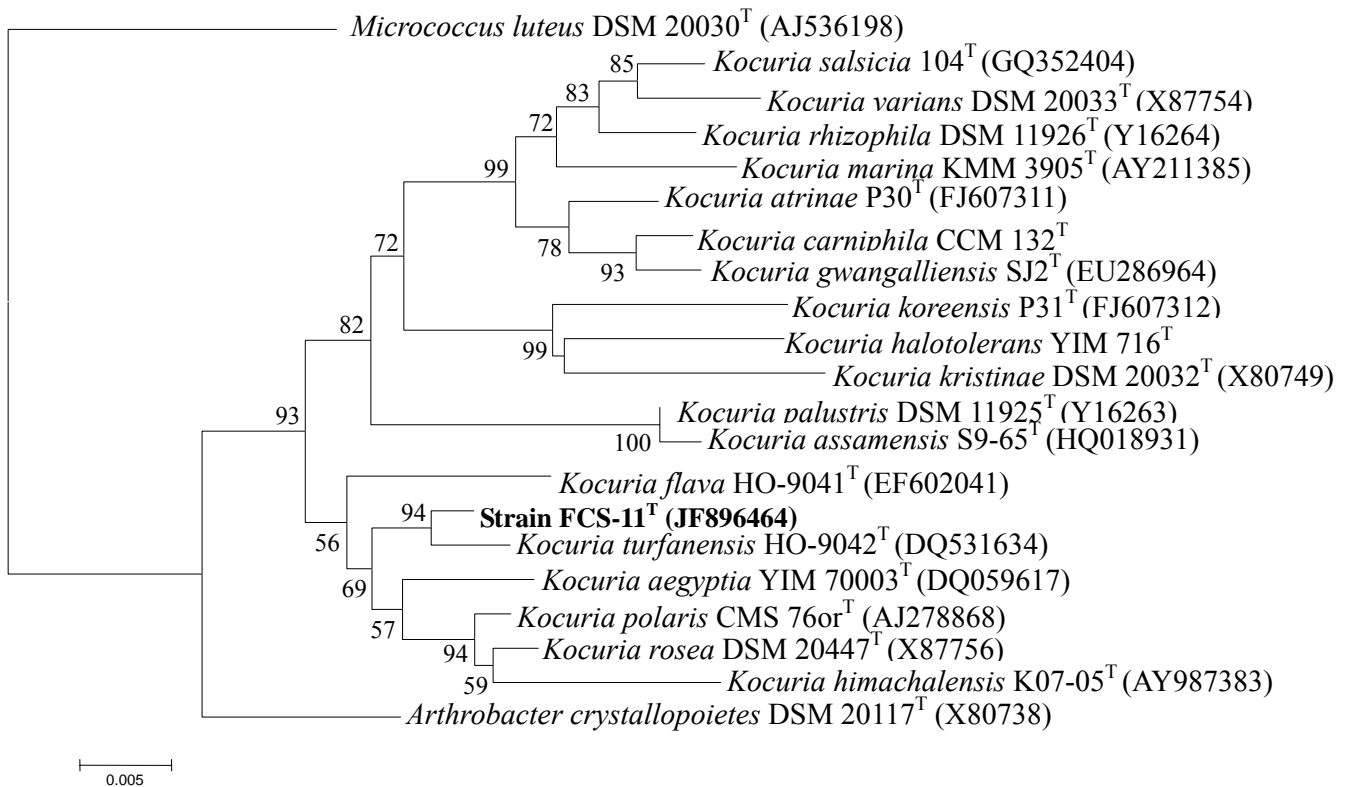 Micrococcus luteus DSM 20030T (AJ536198)
85
Kocuria salsicia 104T (GQ352404)
83
Kocuria varians DSM 20033T (X87754)
72
Kocuria rhizophila DSM 11926T (Y16264)
99
Kocuria marina KMM 3905T (AY211385)
Kocuria atrinae P30T (FJ607311)
72
78
Kocuria carniphila CCM 132T
93
Kocuria gwangalliensis SJ2T (EU286964)
82
Kocuria koreensis P31T (FJ607312)
99
Kocuria halotolerans YIM 716T
Kocuria kristinae DSM 20032T (X80749)
93
Kocuria palustris DSM 11925T (Y16263)
100
Kocuria assamensis S9-65T (HQ018931)
Kocuria flava HO-9041T (EF602041)
94
Strain FCS-11T (JF896464)
56
Kocuria turfanensis HO-9042T (DQ531634)
69
Kocuria aegyptia YIM 70003T (DQ059617)
57
Kocuria polaris CMS 76orT (AJ278868)
94
Kocuria rosea DSM 20447T (X87756)
59
Kocuria himachalensis K07-05T (AY987383)
Arthrobacter crystallopoietes DSM 20117T (X80738)
0.005